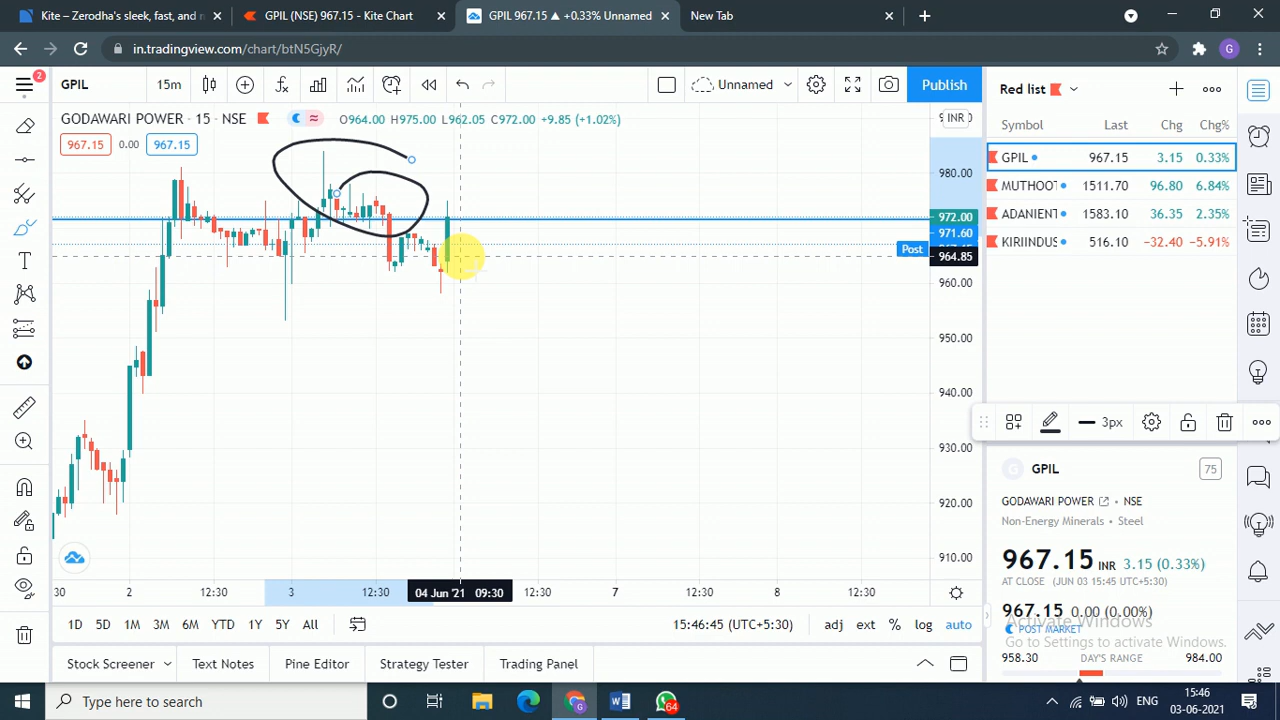 Kite – Zerodha's sleek, fast, and n
GPIL (NSE) 967.15 - Kite Chart
GPIL 967.15 ▲ +0.33% Unnamed
New Tab
in.tradingview.com/chart/btN5GjyR/
G
2
GPIL
15m
Unnamed
Publish
Red list
GODAWARI POWER · 15 · NSE
O964.00 H975.00 L962.05 C972.00 +9.85 (+1.02%)
INR
967.15 0.00 967.15
Symbol Last Chg Chg%
GPIL 967.15 3.15 0.33%
MUTHOOT 1511.70 96.80 6.84%
ADANIENT 1583.10 36.35 2.35%
KIRIINDUS 516.10 -32.40 -5.91%
980.00
972.00
971.60
Post
964.85
960.00
950.00
940.00
930.00
920.00
910.00
3px
GPIL
75
GODAWARI POWER • NSE
Non-Energy Minerals • Steel
967.15 INR 3.15 (0.33%)
AT CLOSE (JUN 03 15:45 UTC+5:30)
967.15 0.00 (0.00%)
POST MARKET
Activate Windows
Go to Settings to activate Windows.
958.30 DAY'S RANGE 984.00
:30 2 12:30 3 12:30 04 Jun '21 09:30 12:30 7 12:30 12:30
1D 5D 1M 3M 6M YTD 1Y 5Y All
15:46:45 (UTC+5:30) adj ext % log auto
Stock Screener Text Notes Pine Editor Strategy Tester Trading Panel
Type here to search
64
ENG
15:46
03-06-2021